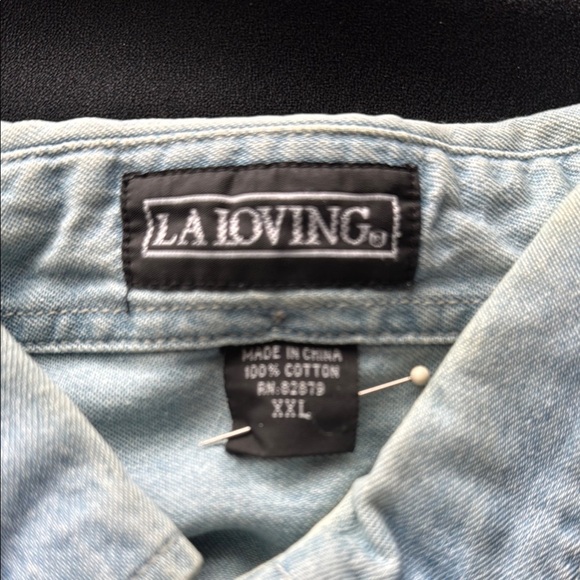 LA LOVING
MADE IN CHINA
100% COTTON
RN:82879
XXL